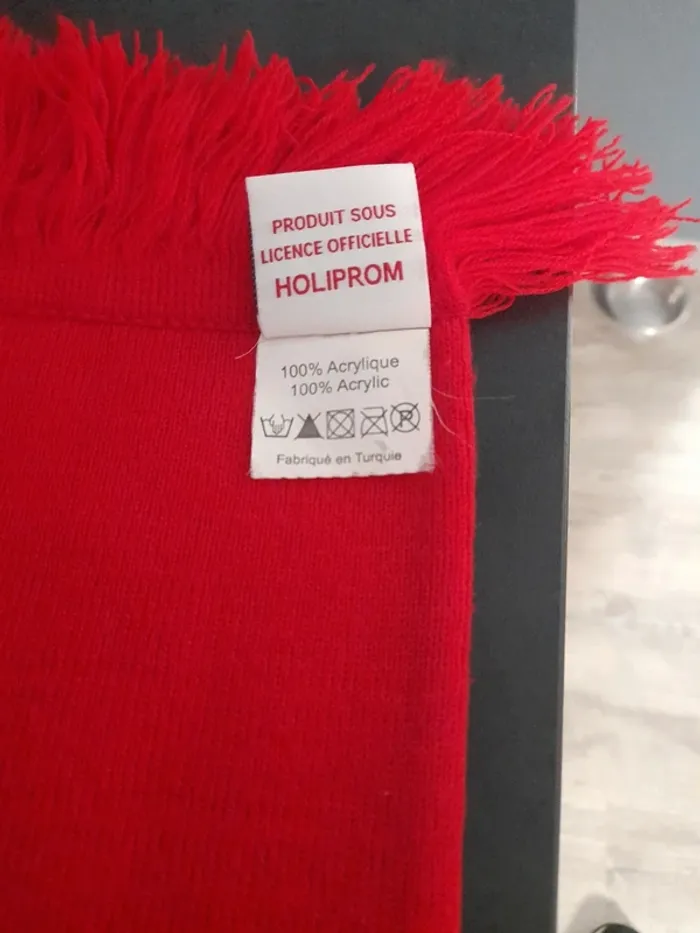 PRODUIT SOUS
LICENCE OFFICIELLE
HOLIPROM
100% Acrylique
100% Acrylic
Fabriqué en Turquie